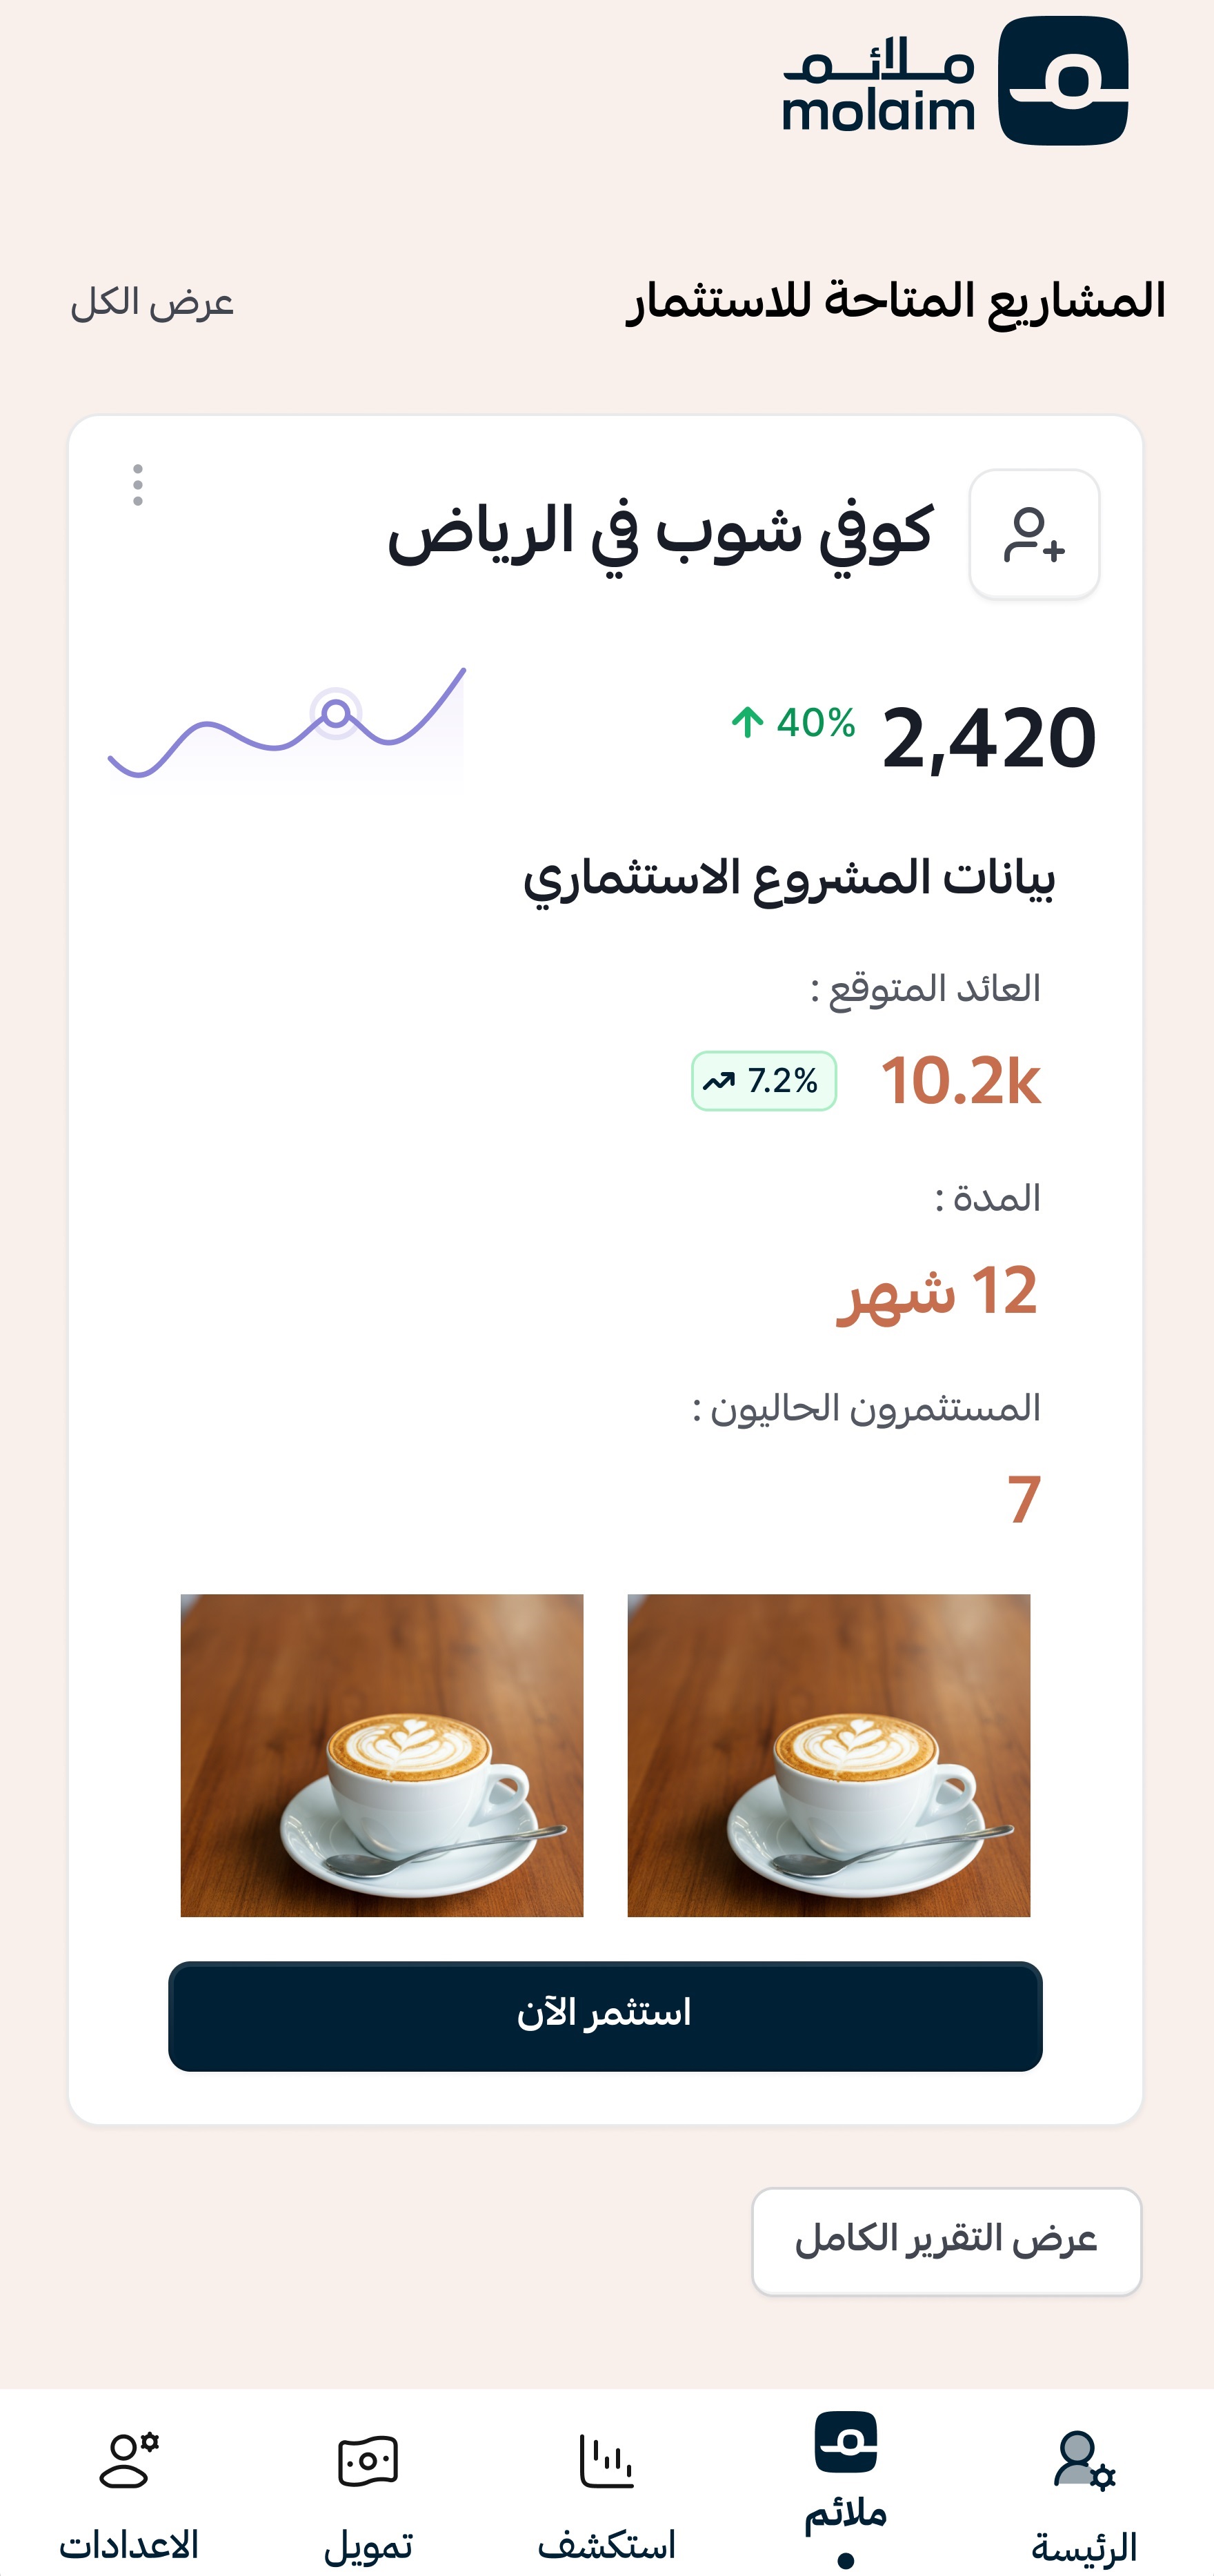 ملائم
molaim
المشاريع المتاحة للاستثمار
عرض الكل
كوفي شوب في الرياض
2,420
40%
بيانات المشروع الاستثماري
العائد المتوقع :
10.2k
7.2%
المدة :
12 شهر
المستثمرون الحاليون :
7
استثمر الآن
عرض التقرير الكامل
الرئيسة
ملائم
استكشف
تمويل
الاعدادات